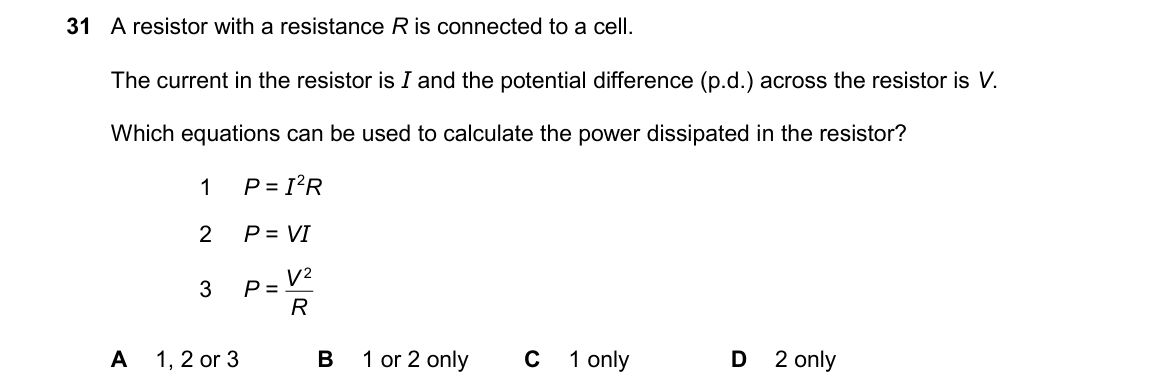 31 A resistor with a resistance R is connected to a cell.
The current in the resistor is I and the potential difference (p.d.) across the resistor is V.
Which equations can be used to calculate the power dissipated in the resistor?
1 P = I²R
2 P = VI
3 P = V²/R
A 1, 2 or 3 B 1 or 2 only C 1 only D 2 only